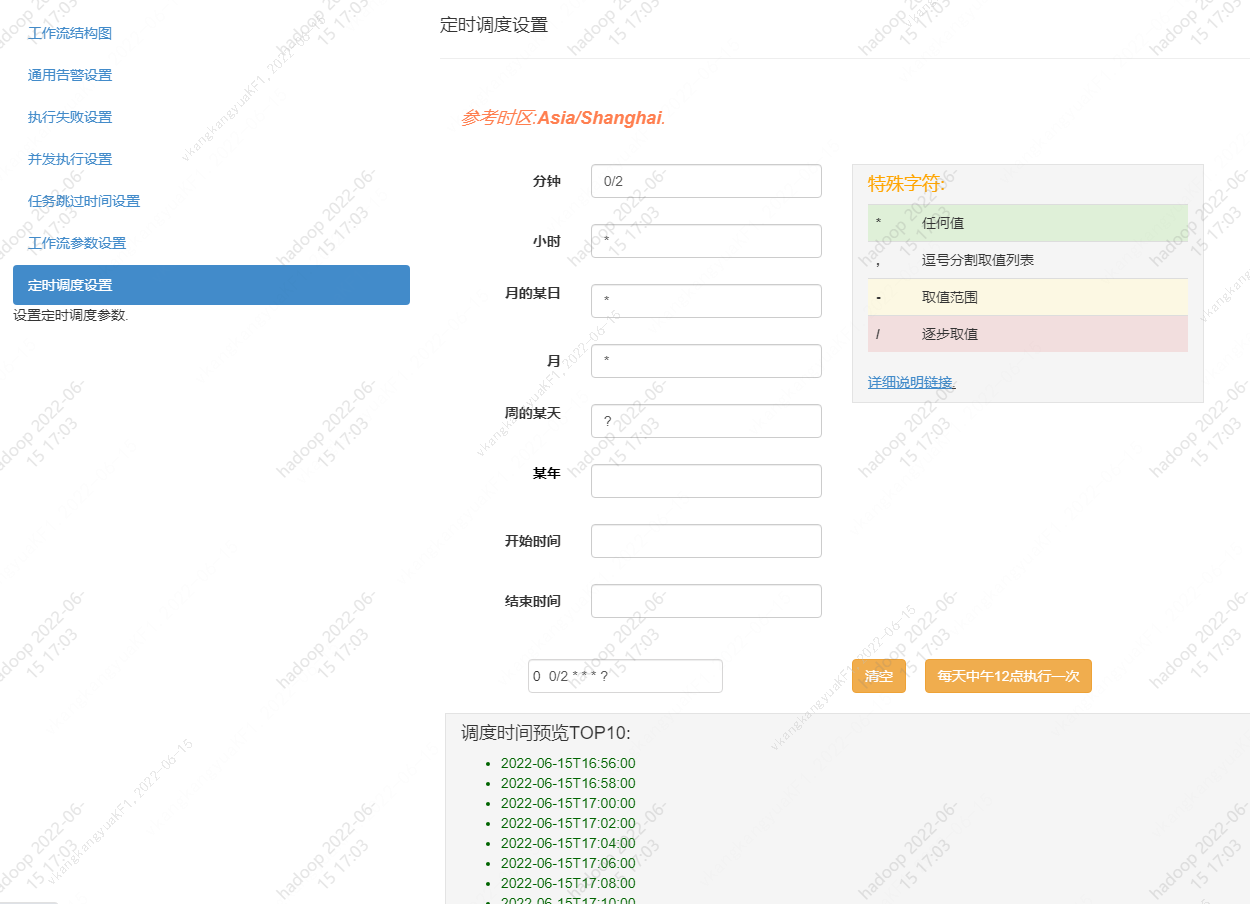 工作流结构图
通用告警设置
执行失败设置
并发执行设置
任务跳过时间设置
工作流参数设置
定时调度设置
设置定时调度参数.
定时调度设置
参考时区:Asia/Shanghai.
分钟 0/2
小时 *
月的某日 *
月 *
周的某天 ?
某年
开始时间
结束时间
特殊字符:
* 任何值
, 逗号分割取值列表
- 取值范围
/ 逐步取值
详细说明链接.
0 0/2 * * * ?
清空
每天中午12点执行一次
调度时间预览TOP10:
2022-06-15T16:56:00
2022-06-15T16:58:00
2022-06-15T17:00:00
2022-06-15T17:02:00
2022-06-15T17:04:00
2022-06-15T17:06:00
2022-06-15T17:08:00
2022-06-15T17:10:00
hadoop 2022-06-
15 17:03
vkangkangyuaKF1, 2022-06-15